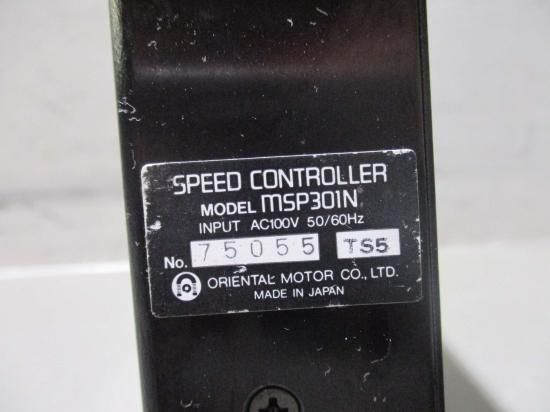 SPEED CONTROLLER
MODEL MSP301N
INPUT AC100V 50/60Hz
No. 75055 TS5
ORIENTAL MOTOR CO., LTD.
MADE IN JAPAN